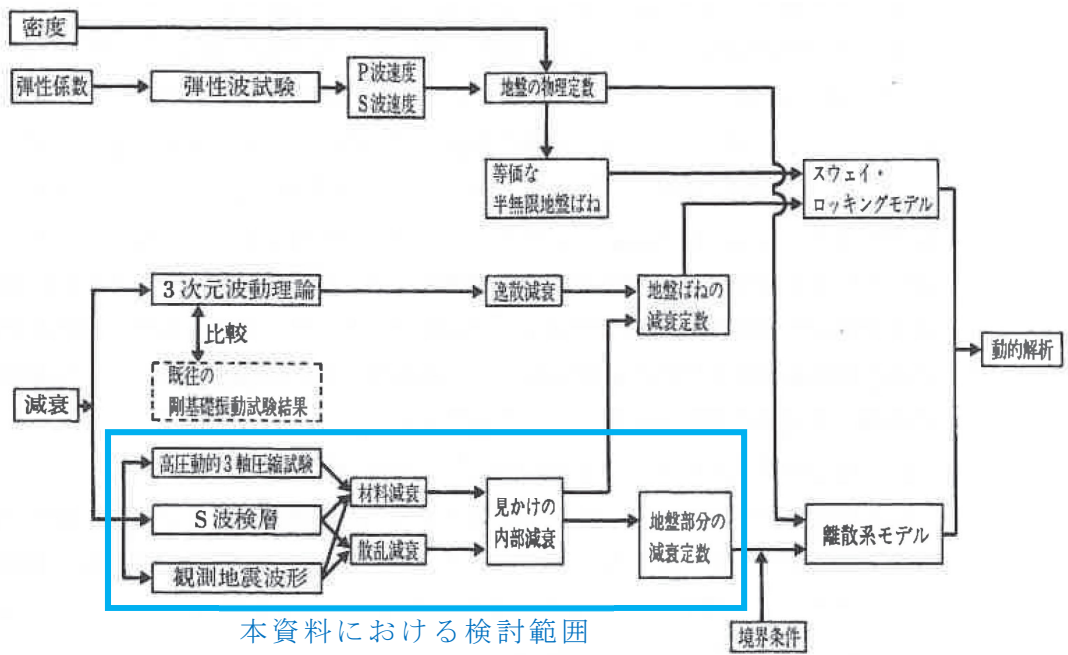 密度
弾性係数
弾性波試験
P波速度
S波速度
地盤の物理定数
等価な
半無限地盤ばね
スウェイ・
ロッキングモデル
3次元波動理論
逸散減衰
地盤ばねの
減衰定数
比較
既往の
剛基礎振動試験結果
動的解析
減衰
高圧動的3軸圧縮試験
S波検層
観測地震波形
材料減衰
散乱減衰
見かけの
内部減衰
地盤部分の
減衰定数
離散系モデル
本資料における検討範囲
境界条件